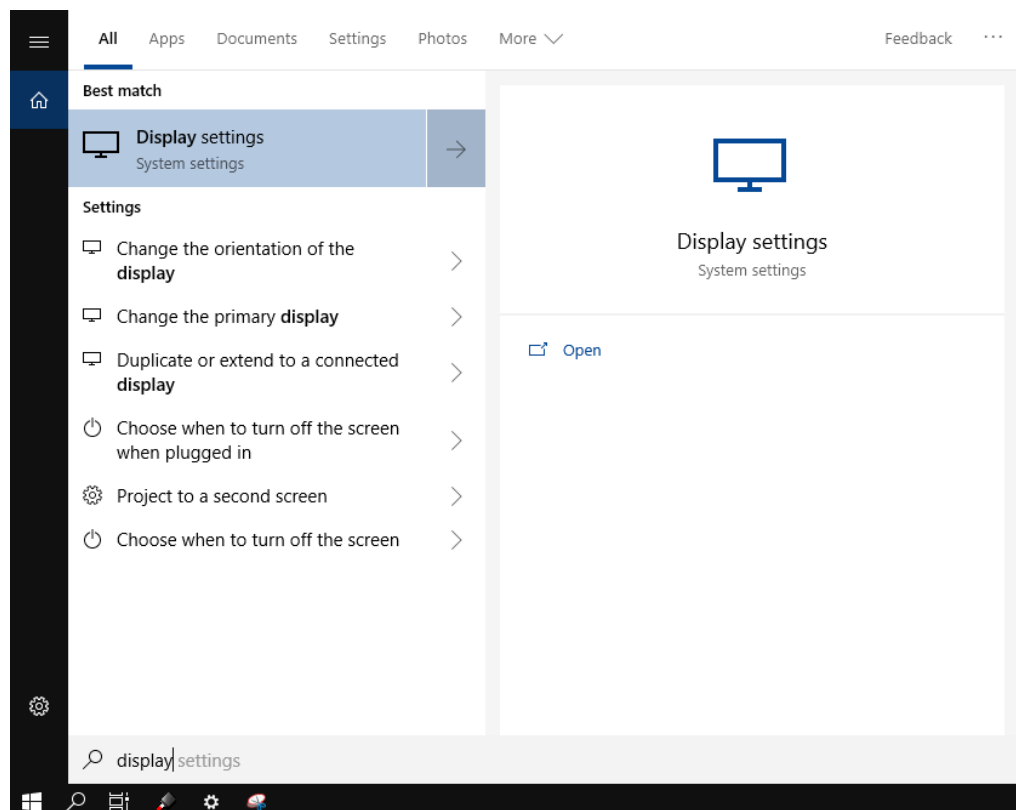 All Apps Documents Settings Photos More Feedback ...
Best match
Display settings
System settings
Settings
Change the orientation of the
display
Change the primary display
Duplicate or extend to a connected
display
Choose when to turn off the screen
when plugged in
Project to a second screen
Choose when to turn off the screen
Display settings
System settings
Open
display settings